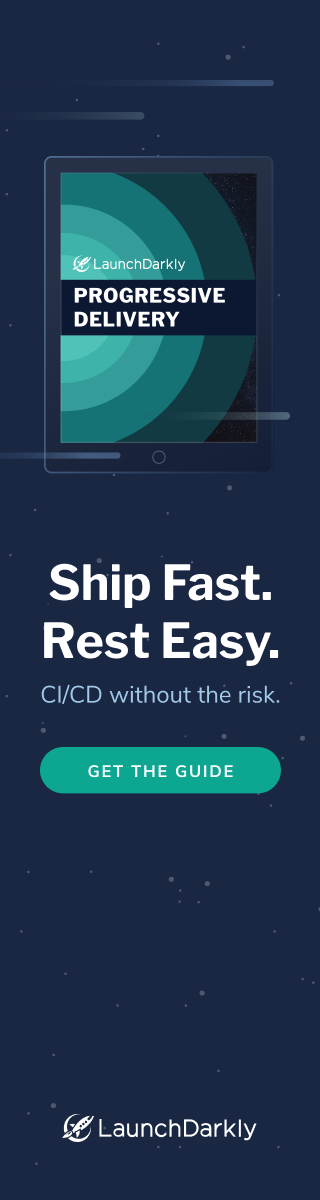 LaunchDarkly
PROGRESSIVE
DELIVERY
Ship Fast.
Rest Easy.
CI/CD without the risk.
GET THE GUIDE
LaunchDarkly